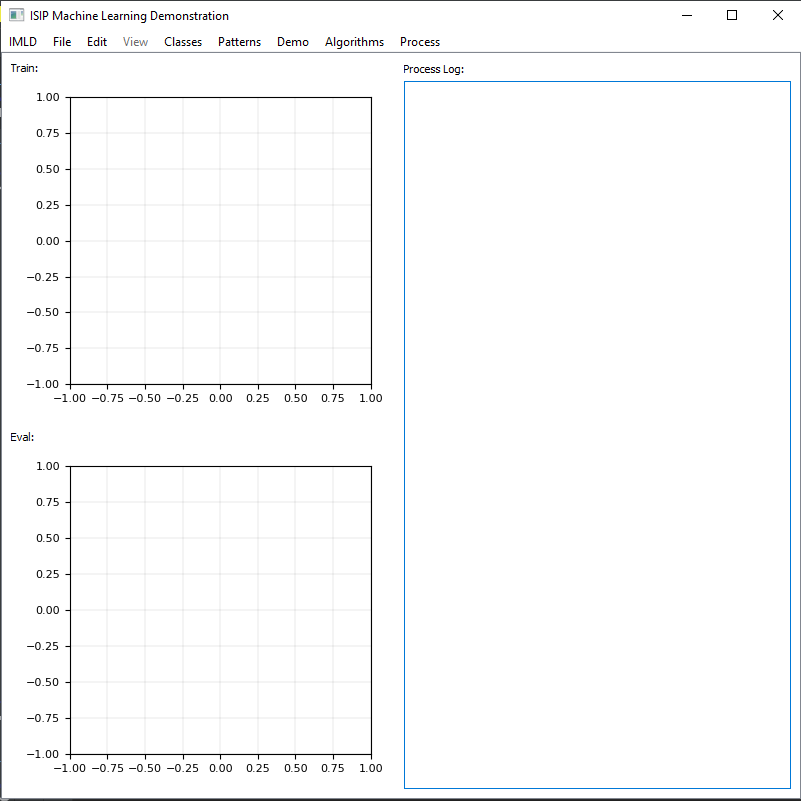 ISIP Machine Learning Demonstration
IMLD File Edit View Classes Patterns Demo Algorithms Process
Train:
1.00
0.75
0.50
0.25
0.00
−0.25
−0.50
−0.75
−1.00
−1.00 −0.75 −0.50 −0.25 0.00 0.25 0.50 0.75 1.00
Eval:
1.00
0.75
0.50
0.25
0.00
−0.25
−0.50
−0.75
−1.00
−1.00 −0.75 −0.50 −0.25 0.00 0.25 0.50 0.75 1.00
Process Log: